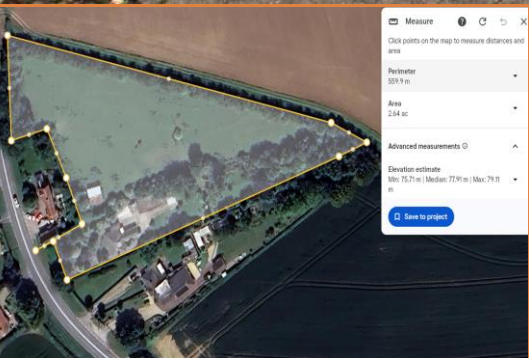 Measure
Click points on the map to measure distances and
area
Perimeter
559.9 m
Area
2.64 ac
Advanced measurements
Elevation estimate
Min: 75.71 m | Median: 77.91 m | Max: 79.11
m
Save to project